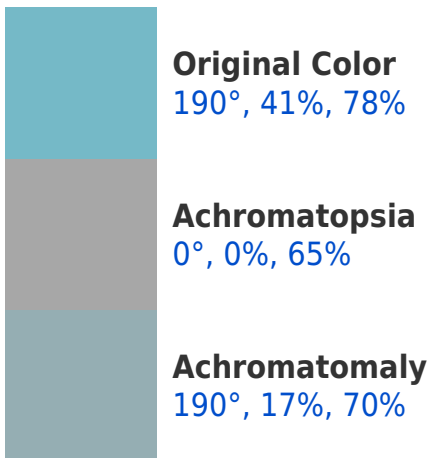 Original Color
190°, 41%, 78%
Achromatopsia
0°, 0%, 65%
Achromatomaly
190°, 17%, 70%